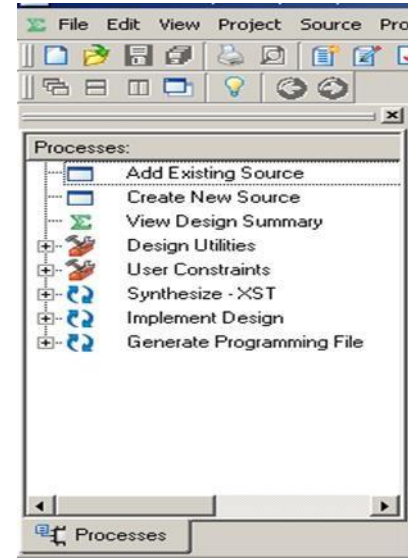 File Edit View Project Source Pro
Processes:
Add Existing Source
Create New Source
View Design Summary
Design Utilities
User Constraints
Synthesize - XST
Implement Design
Generate Programming File
Processes